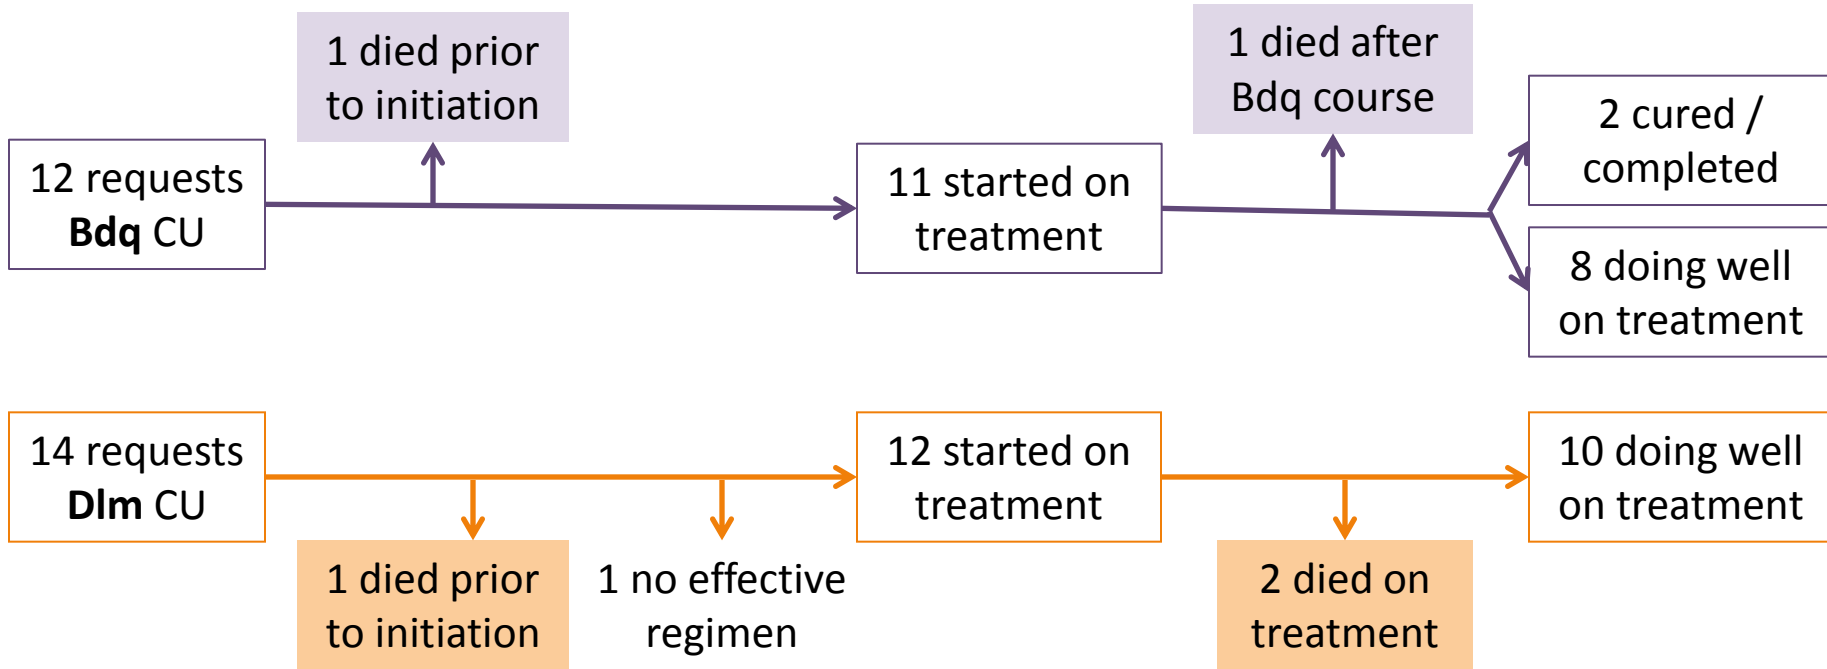 1 died prior
to initiation
1 died after
Bdq course
12 requests
Bdq CU
11 started on
treatment
2 cured /
completed
8 doing well
on treatment
14 requests
Dlm CU
12 started on
treatment
10 doing well
on treatment
1 died prior
to initiation
1 no effective
regimen
2 died on
treatment